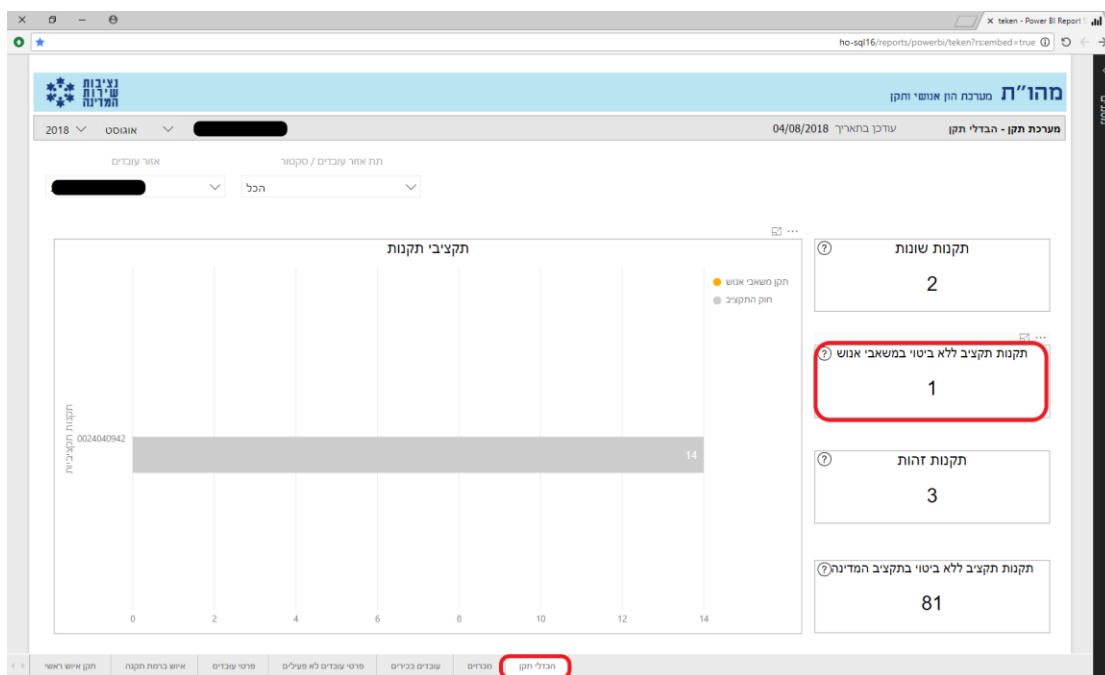 teken - Power BI Report
ho-sql16/reports/powerbi/teken?rs:embed=true
מהו"ת מערכת הון אנושי ותקן
נציבות
שירות
המדינה
מערכת תקן - הבדלי תקן
עודכן בתאריך 04/08/2018
אוגוסט
2018
תת אזור עובדים / סקטור
אזור עובדים
הכל
תקציבי תקנות
תקן משאבי אנוש
חוק התקציב
תקנות תקציביות
0024040942
14
0 2 4 6 8 10 12 14
תקנות שונות
2
תקנות תקציב ללא ביטוי במשאבי אנוש
1
תקנות זהות
3
תקנות תקציב ללא ביטוי בתקציב המדינה
81
תקן איוש ראשי
איוש ברמת תקנה
פרטי עובדים
פרטי עובדים לא פעילים
עובדים בכירים
מכרזים
הבדלי תקן